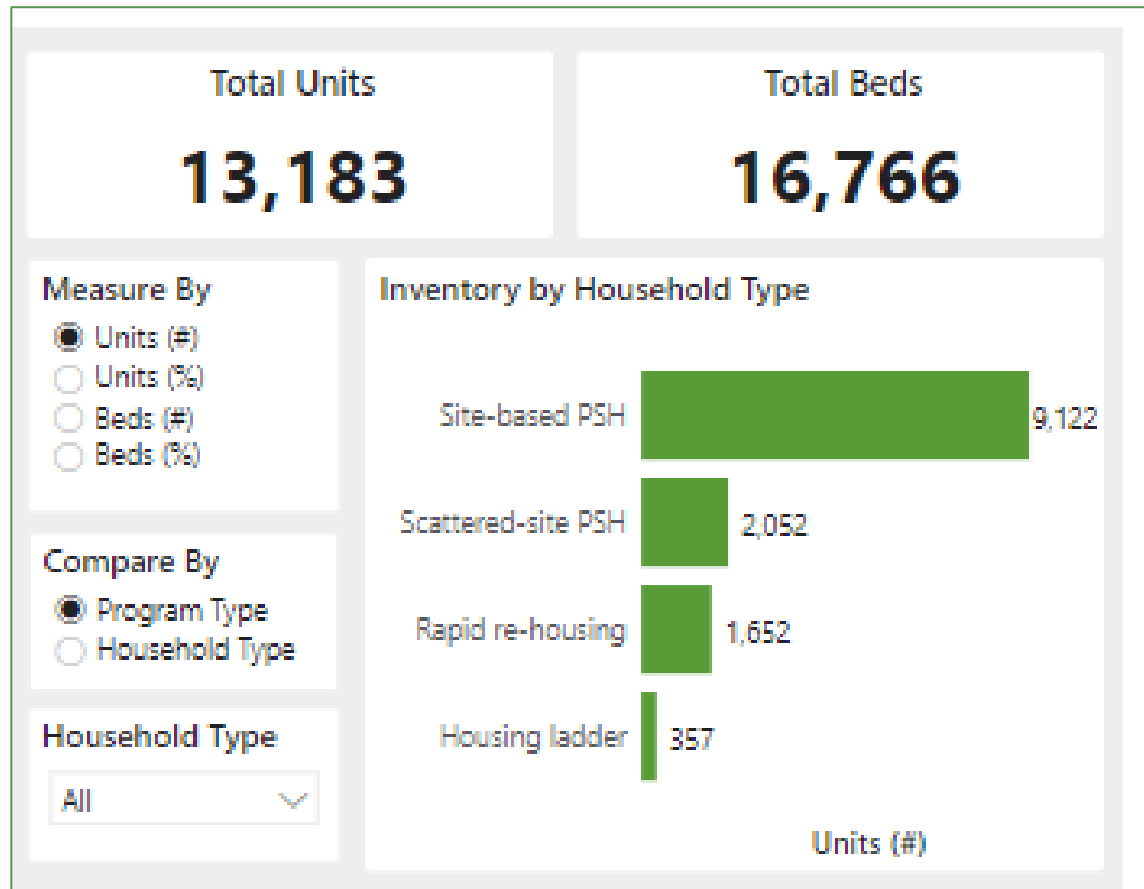 Total Units
13,183
Total Beds
16,766
Measure By
Units (#)
Units (%)
Beds (#)
Beds (%)
Compare By
Program Type
Household Type
Household Type
All
Inventory by Household Type
Site-based PSH 9,122
Scattered-site PSH 2,052
Rapid re-housing 1,652
Housing ladder 357
Units (#)